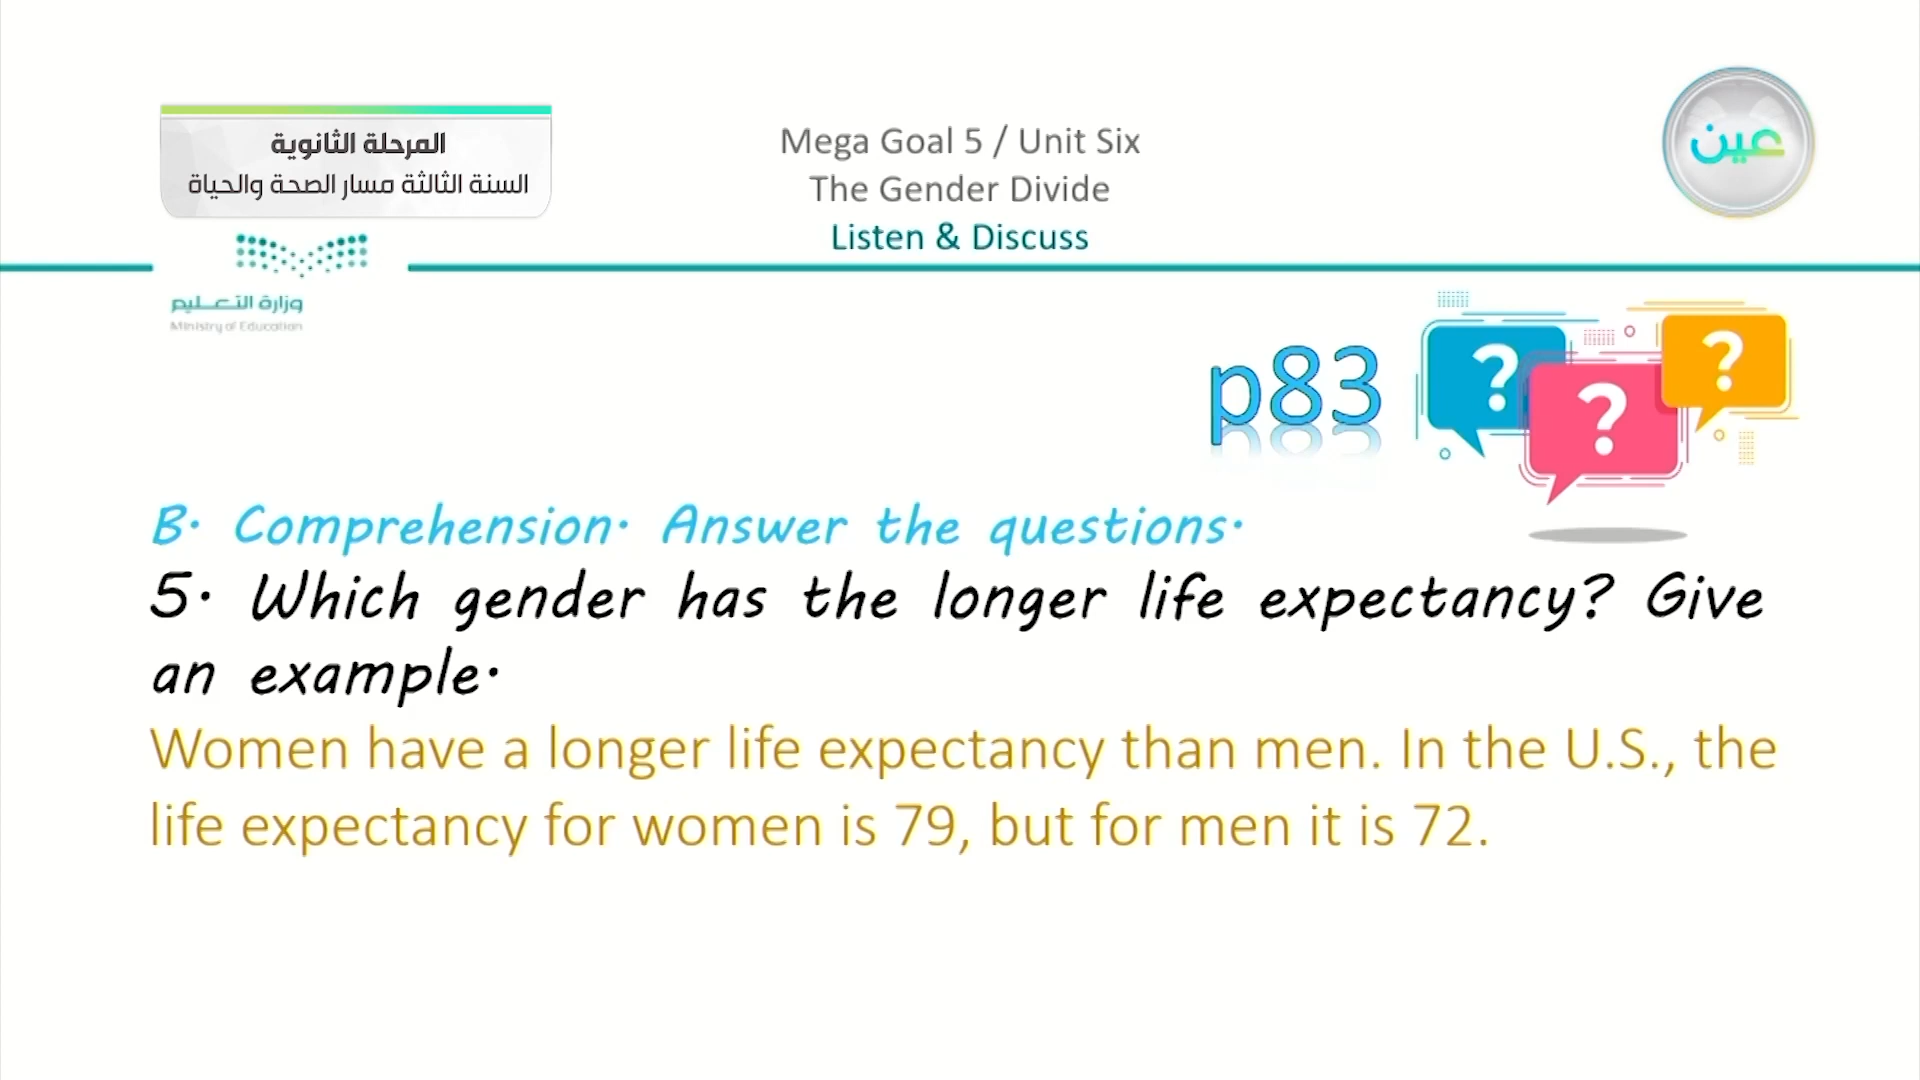 المرحلة الثانوية
السنة الثالثة مسار الصحة والحياة
Mega Goal 5 / Unit Six
The Gender Divide
Listen & Discuss
عين
وزارة التعليم
Ministry of Education
p83
? ? ?
B. Comprehension. Answer the questions.
5. Which gender has the longer life expectancy? Give
an example.
Women have a longer life expectancy than men. In the U.S., the
life expectancy for women is 79, but for men it is 72.